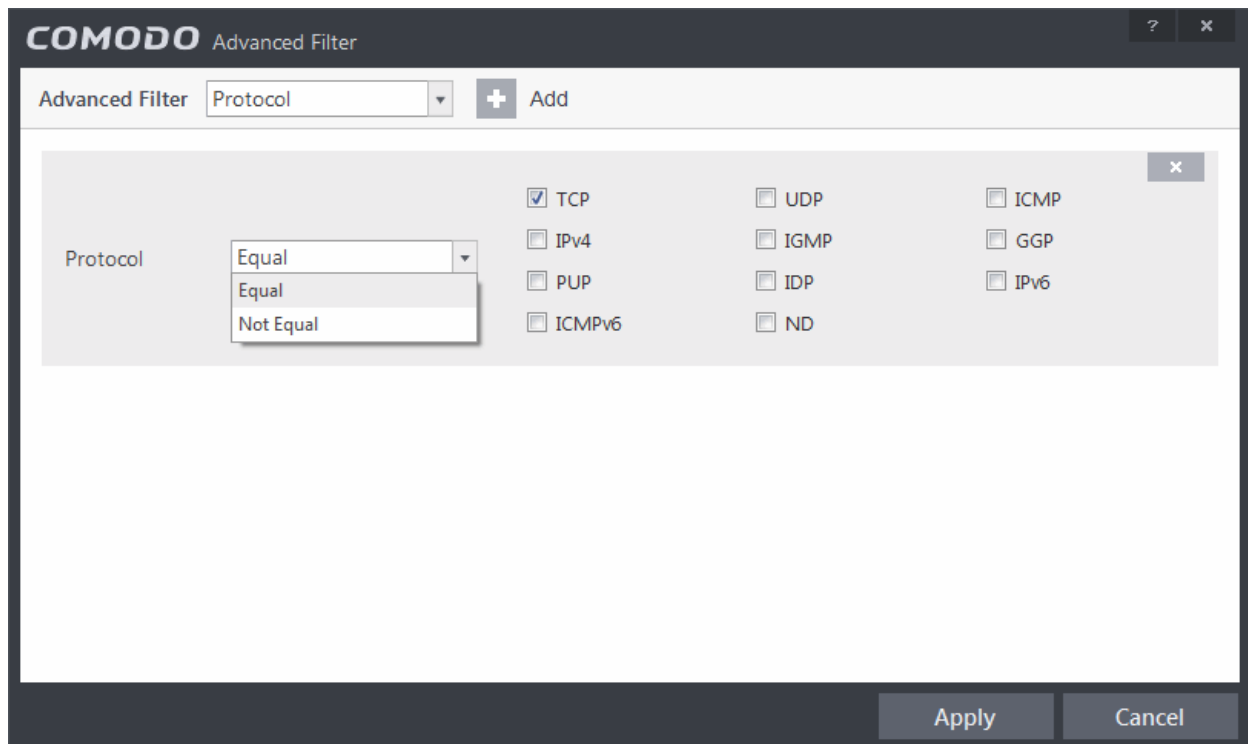 COMODO Advanced Filter ? ×
Advanced Filter Protocol + Add
×
TCP UDP ICMP
IPv4 IGMP GGP
Protocol Equal
PUP IDP IPv6
Equal
Not Equal
ICMPv6 ND
Apply Cancel